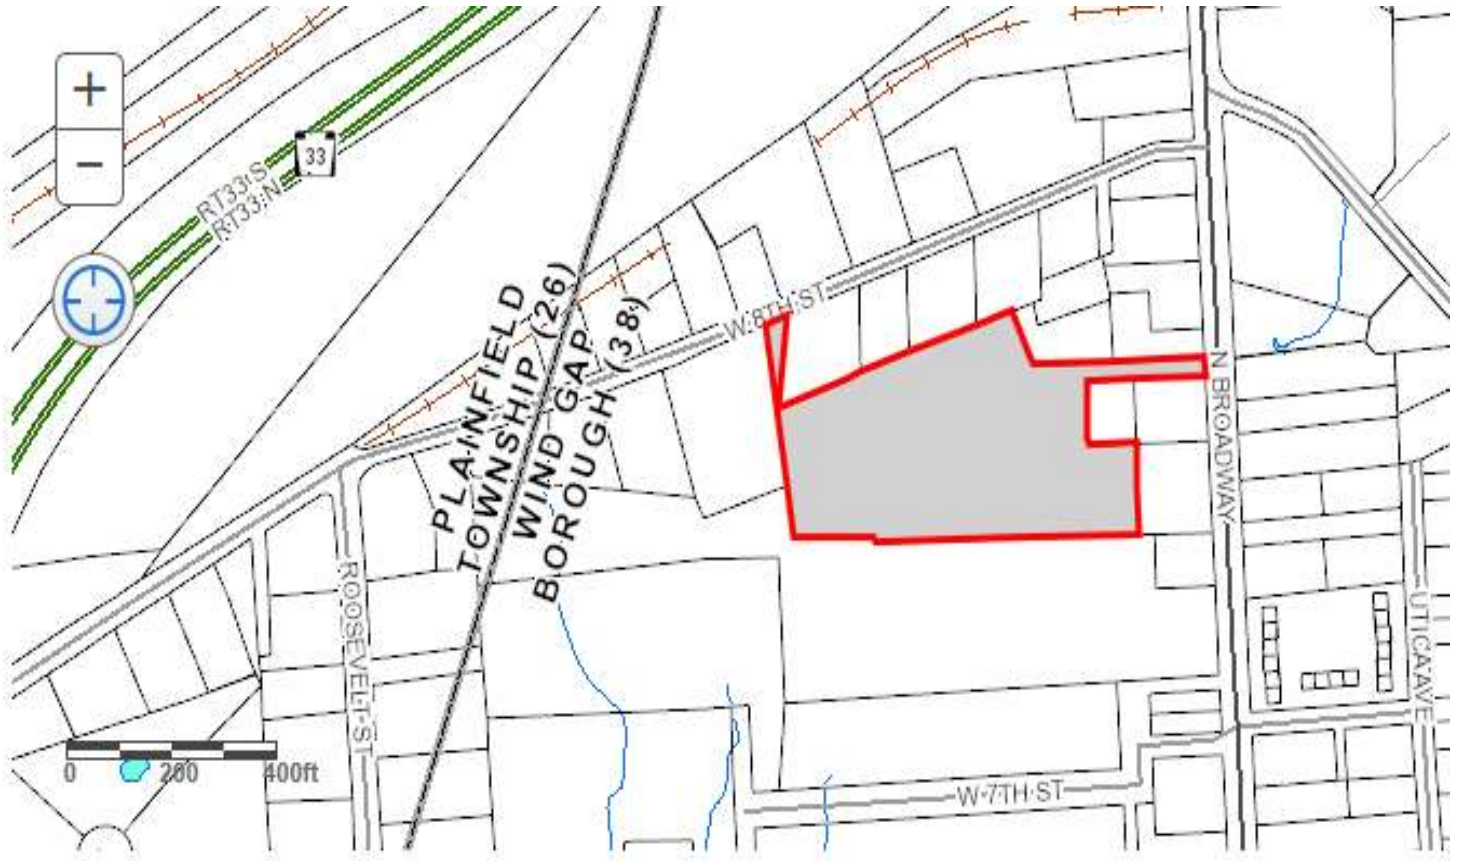 +
−
33
RT33 S
RT33 N
PLAINFIELD
TOWNSHIP (26)
WIND GAP
BOROUGH (38)
W 8TH ST
N BROADWAY
ROOSEVELT ST
UTICA AVE
W 7TH ST
0 200 400ft